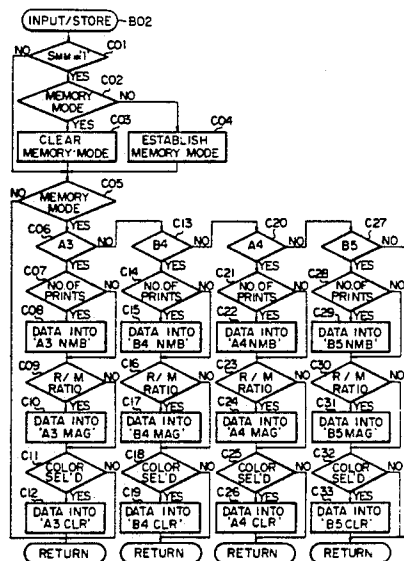 INPUT/STORE B02
C01
NO SMM='1'
YES C02
MEMORY MODE NO
YES C03 C04
CLEAR MEMORY MODE ESTABLISH MEMORY MODE
C05
NO MEMORY MODE
C06 YES C13 C20 C27
A3 NO B4 NO A4 NO B5 NO
C07 YES C14 YES C21 YES C28 YES
NO.OF PRINTS NO NO.OF PRINTS NO NO.OF PRINTS NO NO.OF PRINTS NO
C08 YES C15 YES C22 YES C29 YES
DATA INTO 'A3 NMB' DATA INTO 'B4 NMB' DATA INTO 'A4 NMB' DATA INTO 'B5 NMB'
C09 C16 C23 C30
R/M RATIO NO R/M RATIO NO R/M RATIO NO R/M RATIO NO
C10 YES C17 YES C24 YES C31 YES
DATA INTO 'A3 MAG' DATA INTO 'B4 MAG' DATA INTO 'A4 MAG' DATA INTO 'B5 MAG'
C11 C18 C25 C32
COLOR SEL'D NO COLOR SEL'D NO COLOR SEL'D NO COLOR SEL'D NO
C12 YES C19 YES C26 YES C33 YES
DATA INTO 'A3 CLR' DATA INTO 'B4 CLR' DATA INTO 'A4 CLR' DATA INTO 'B5 CLR'
RETURN RETURN RETURN RETURN